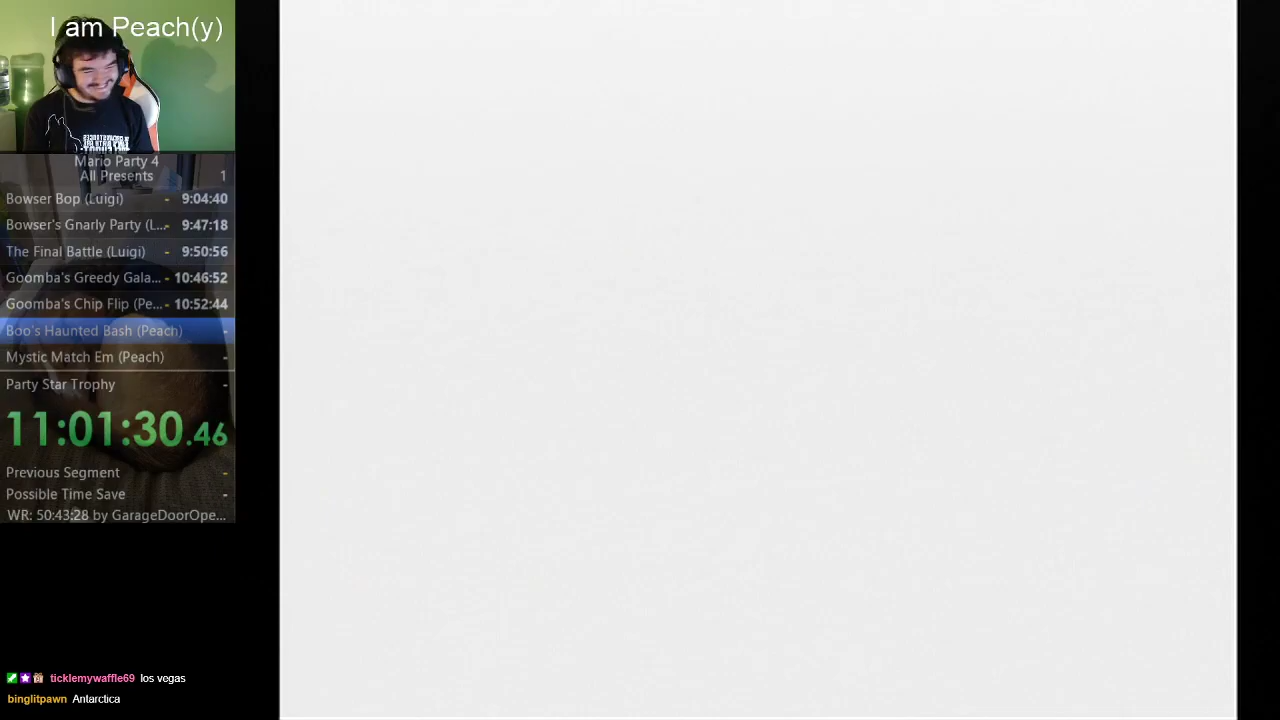 I am Peach(y)
Mario Party 4
All Presents 1
Bowser Bop (Luigi) - 9:04:40
Bowser's Gnarly Party (L... - 9:47:18
The Final Battle (Luigi) - 9:50:56
Goomba's Greedy Gala... - 10:46:52
Goomba's Chip Flip (Pe... - 10:52:44
Boo's Haunted Bash (Peach) -
Mystic Match Em (Peach) -
Party Star Trophy -
11:01:30.46
Previous Segment -
Possible Time Save -
WR: 50:43:28 by GarageDoorOpe...
ticklemywaffle69 los vegas
binglitpawn Antarctica